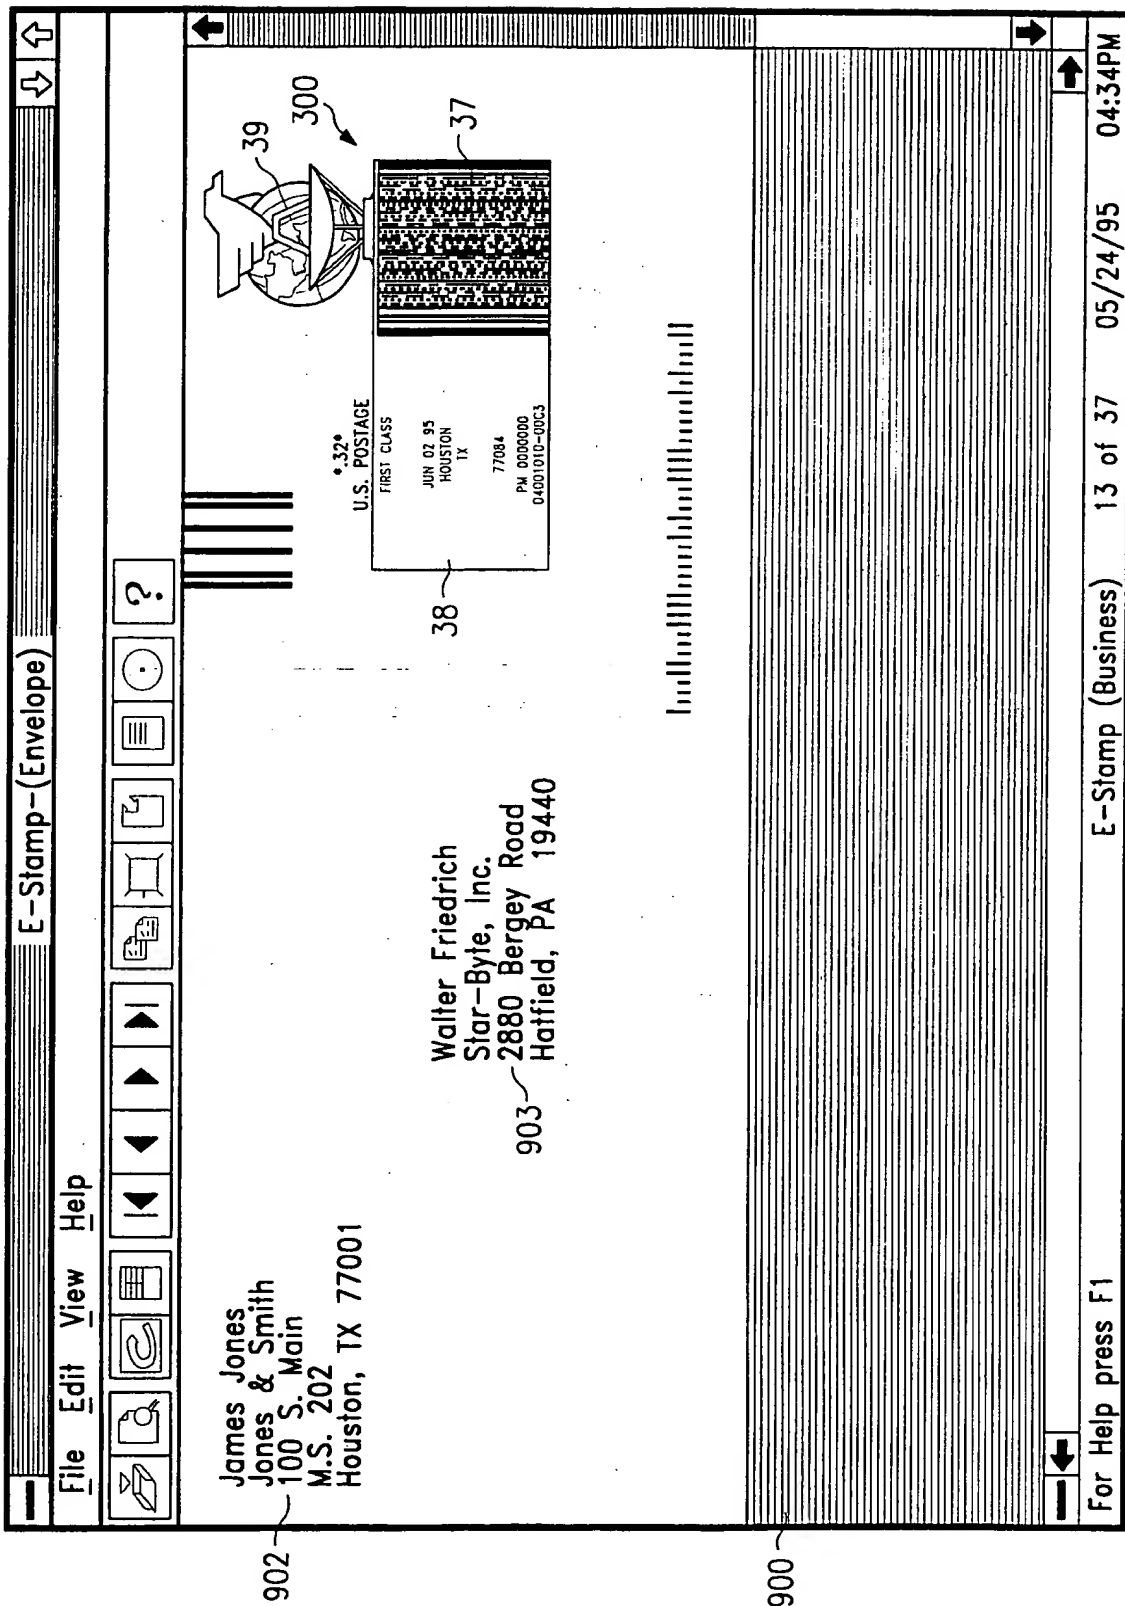 E-Stamp-(Envelope)
File Edit View Help
?
James Jones
Jones & Smith
100 S. Main
M.S. 202
Houston, TX 77001
902
*.32*
U.S. POSTAGE
FIRST CLASS
JUN 02 95
HOUSTON
TX
77084
PM 0000000
04001010-00C3
39
300
37
38
Walter Friedrich
Star-Byte, Inc.
2880 Bergey Road
Hatfield, PA 19440
903
900
For Help press F1 E-Stamp (Business) 13 of 37 05/24/95 04:34PM